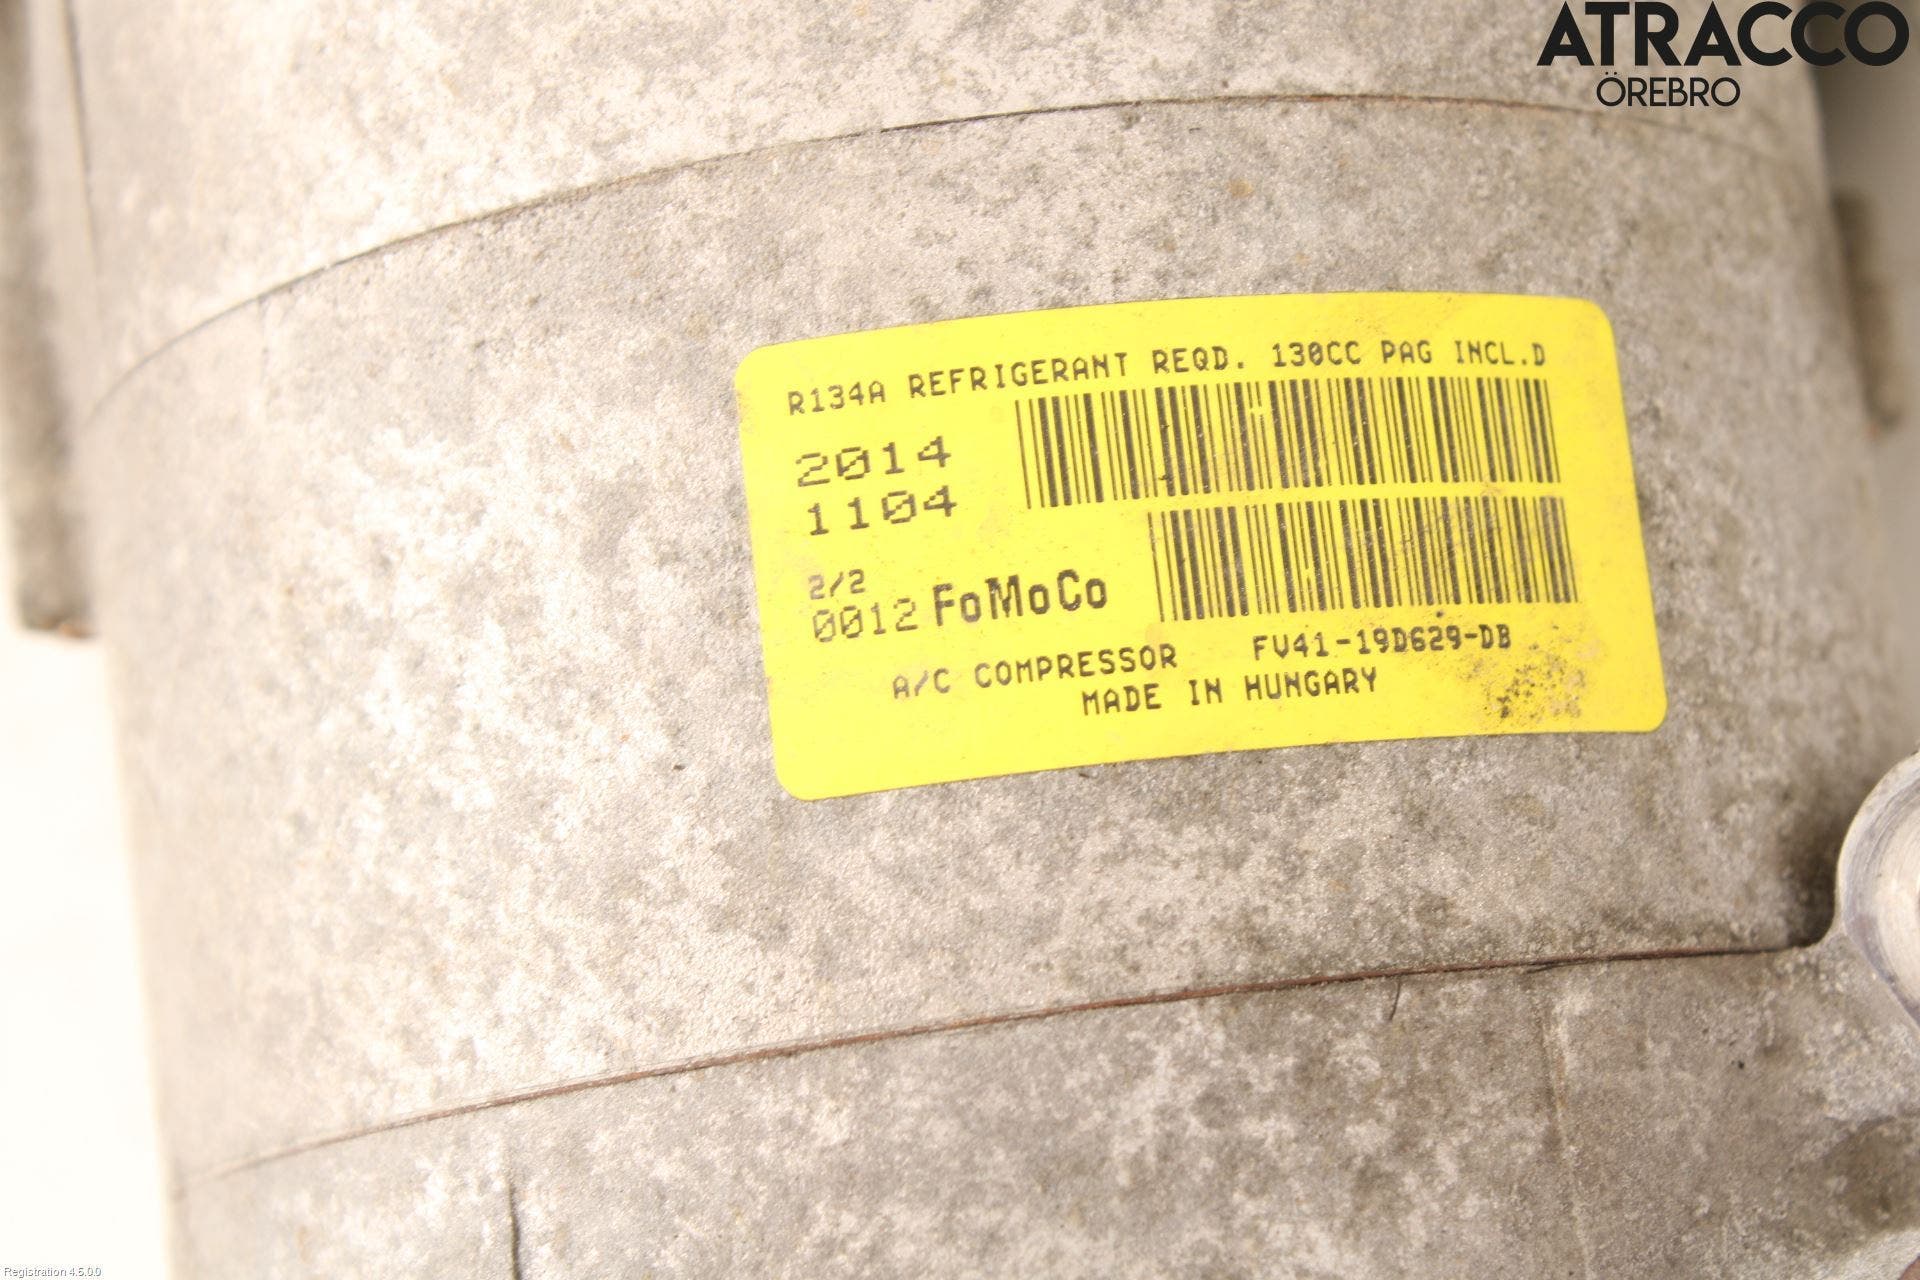 ATRACCO
ÖREBRO
R134A REFRIGERANT REQD. 130CC PAG INCL.D
2014
1104
2/2
0012 FoMoCo
A/C COMPRESSOR FV41-19D629-DB
MADE IN HUNGARY
Registration 4.6.0.0